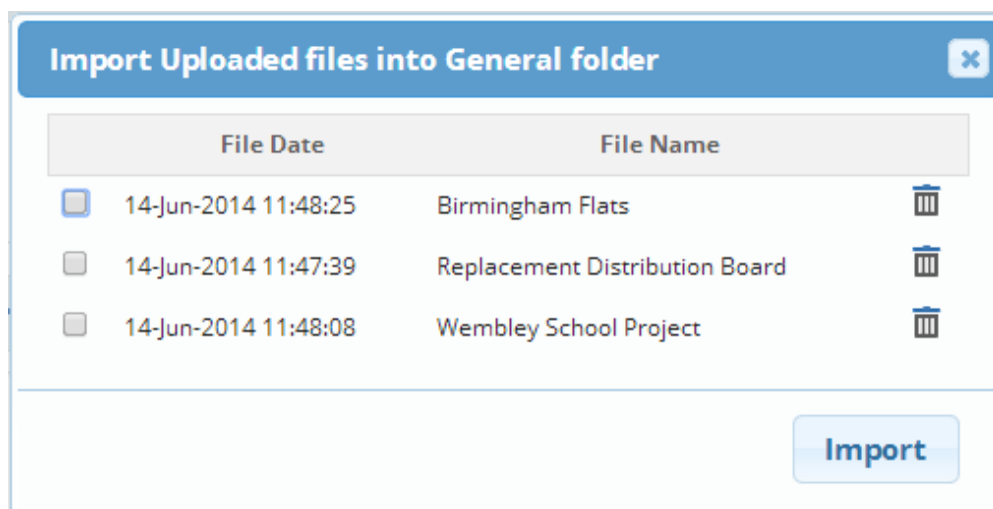 Import Uploaded files into General folder
File Date File Name
14-Jun-2014 11:48:25 Birmingham Flats
14-Jun-2014 11:47:39 Replacement Distribution Board
14-Jun-2014 11:48:08 Wembley School Project
Import